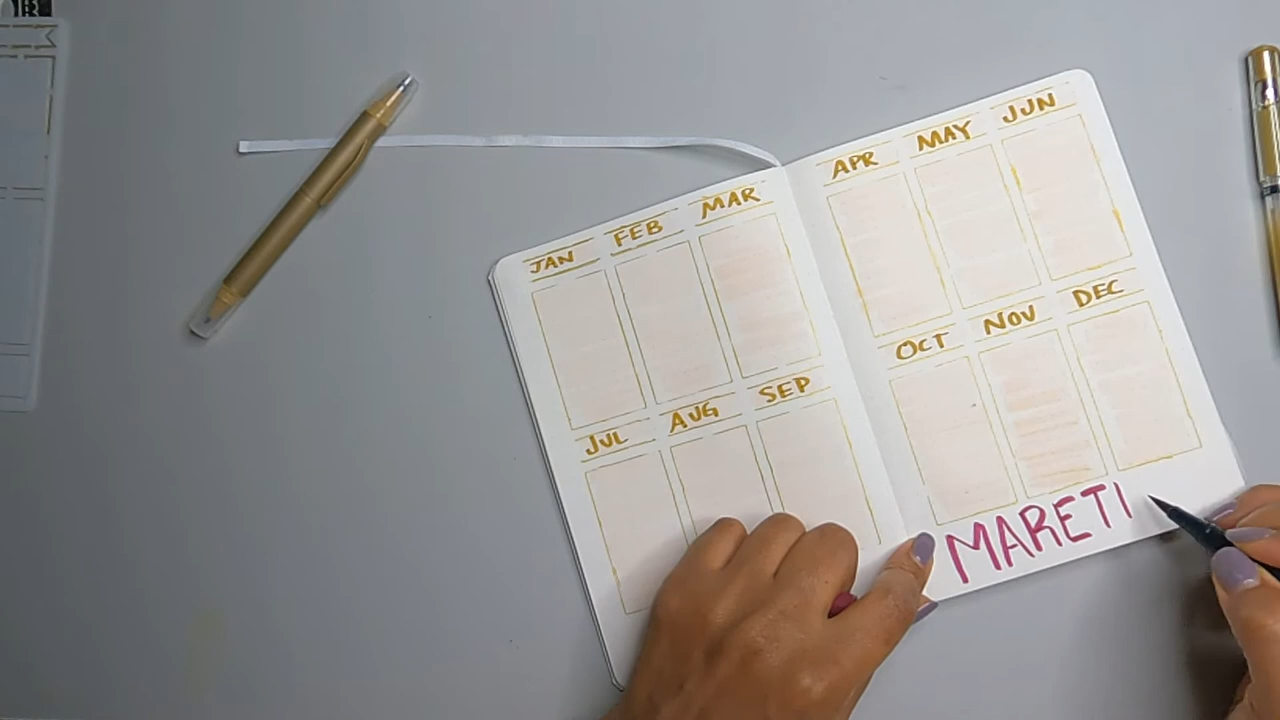 JAN FEB MAR
JUL AUG SEP
APR MAY JUN
OCT NOV DEC
MARETI